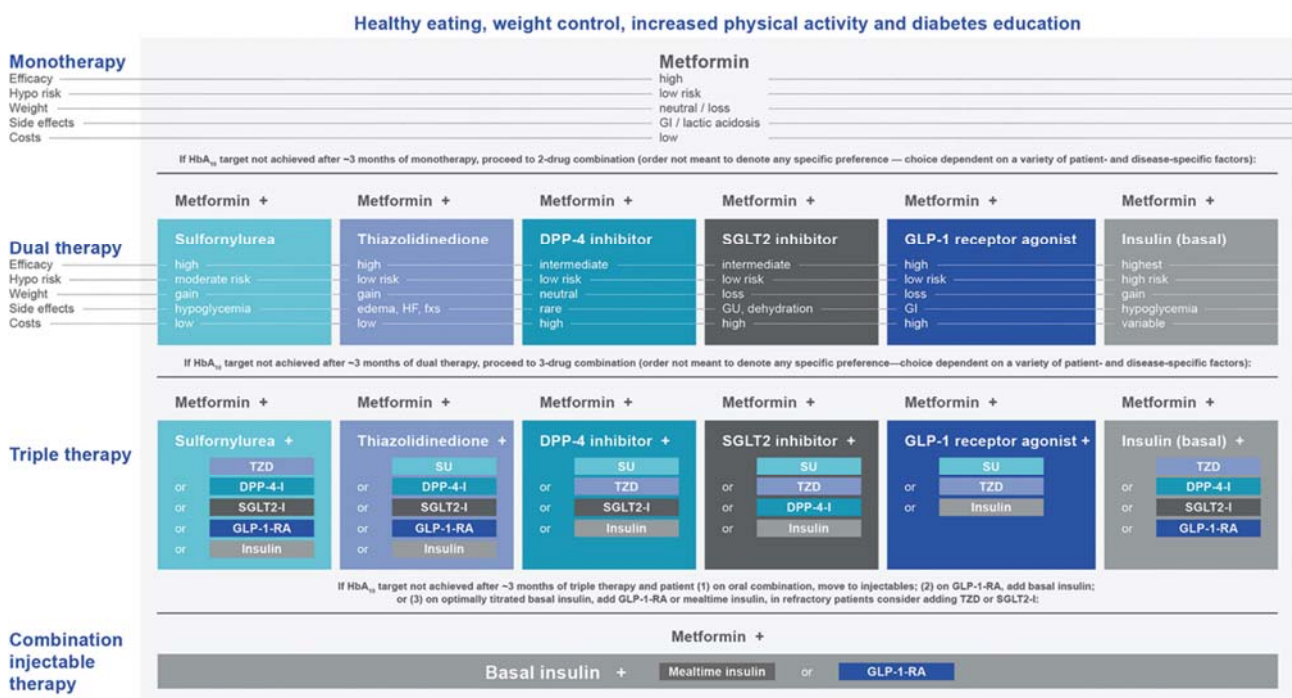 Healthy eating, weight control, increased physical activity and diabetes education
Monotherapy
Metformin
Efficacy high
Hypo risk low risk
Weight neutral / loss
Side effects GI / lactic acidosis
Costs low
If HbA1c target not achieved after ~3 months of monotherapy, proceed to 2-drug combination (order not meant to denote any specific preference — choice dependent on a variety of patient- and disease-specific factors):
Metformin + Metformin + Metformin + Metformin + Metformin + Metformin +
Dual therapy
Sulfornylurea Thiazolidinedione DPP-4 inhibitor SGLT2 inhibitor GLP-1 receptor agonist Insulin (basal)
Efficacy high high intermediate intermediate high highest
Hypo risk moderate risk low risk low risk low risk low risk high risk
Weight gain gain neutral loss loss gain
Side effects hypoglycemia edema, HF, fxs rare GU, dehydration GI hypoglycemia
Costs low low high high high variable
If HbA1c target not achieved after ~3 months of dual therapy, proceed to 3-drug combination (order not meant to denote any specific preference—choice dependent on a variety of patient- and disease-specific factors):
Metformin + Metformin + Metformin + Metformin + Metformin + Metformin +
Triple therapy
Sulfornylurea + Thiazolidinedione + DPP-4 inhibitor + SGLT2 inhibitor + GLP-1 receptor agonist + Insulin (basal) +
TZD SU SU SU SU TZD
or DPP-4-I or DPP-4-I or TZD or TZD or TZD or DPP-4-I
or SGLT2-I or SGLT2-I or SGLT2-I or DPP-4-I or Insulin or SGLT2-I
or GLP-1-RA or GLP-1-RA or Insulin or Insulin or GLP-1-RA
or Insulin or Insulin
If HbA1c target not achieved after ~3 months of triple therapy and patient (1) on oral combination, move to injectables; (2) on GLP-1-RA, add basal insulin;
or (3) on optimally titrated basal insulin, add GLP-1-RA or mealtime insulin, in refractory patients consider adding TZD or SGLT2-I:
Combination
injectable
therapy
Metformin +
Basal insulin + Mealtime insulin or GLP-1-RA